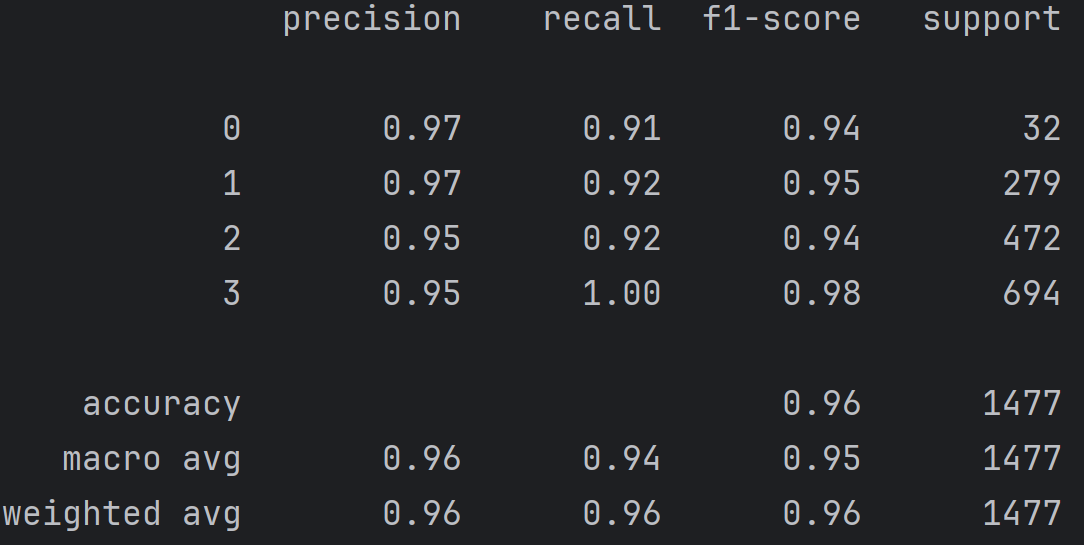 precision recall f1-score support
0 0.97 0.91 0.94 32
1 0.97 0.92 0.95 279
2 0.95 0.92 0.94 472
3 0.95 1.00 0.98 694
accuracy 0.96 1477
macro avg 0.96 0.94 0.95 1477
weighted avg 0.96 0.96 0.96 1477